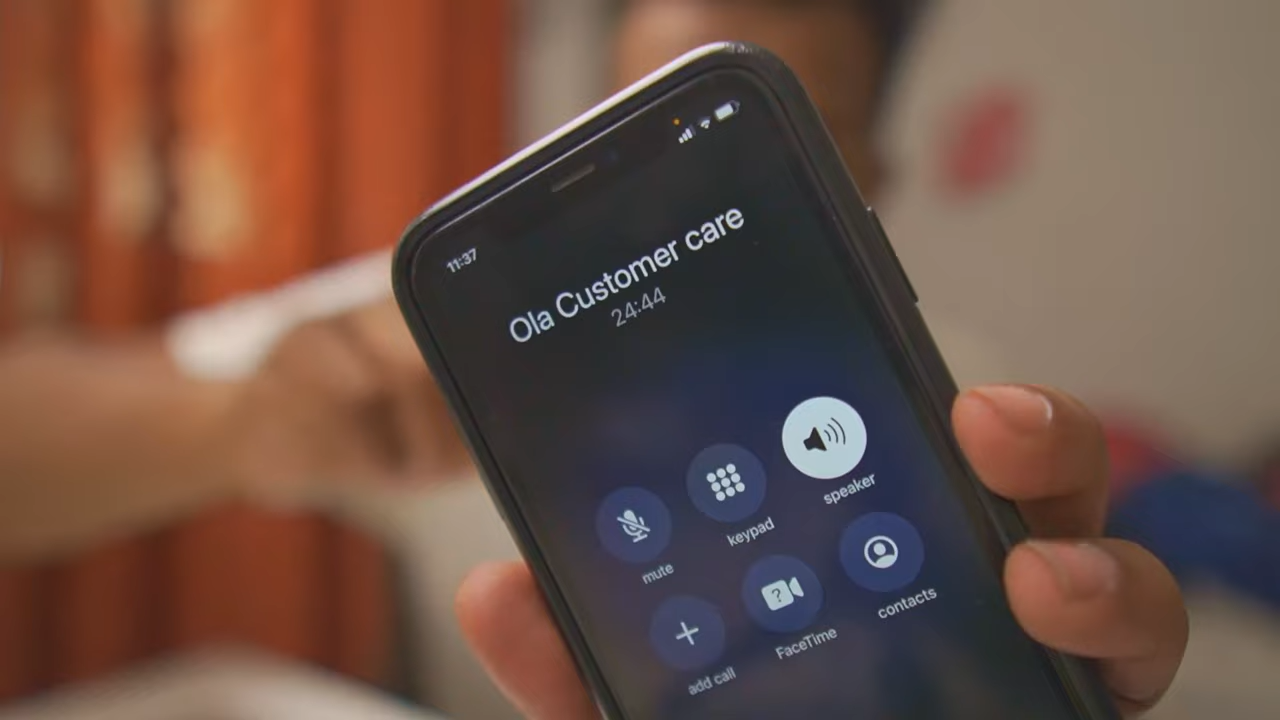 11:37
Ola Customer care
24:44
mute
keypad
speaker
add call
?
FaceTime
contacts